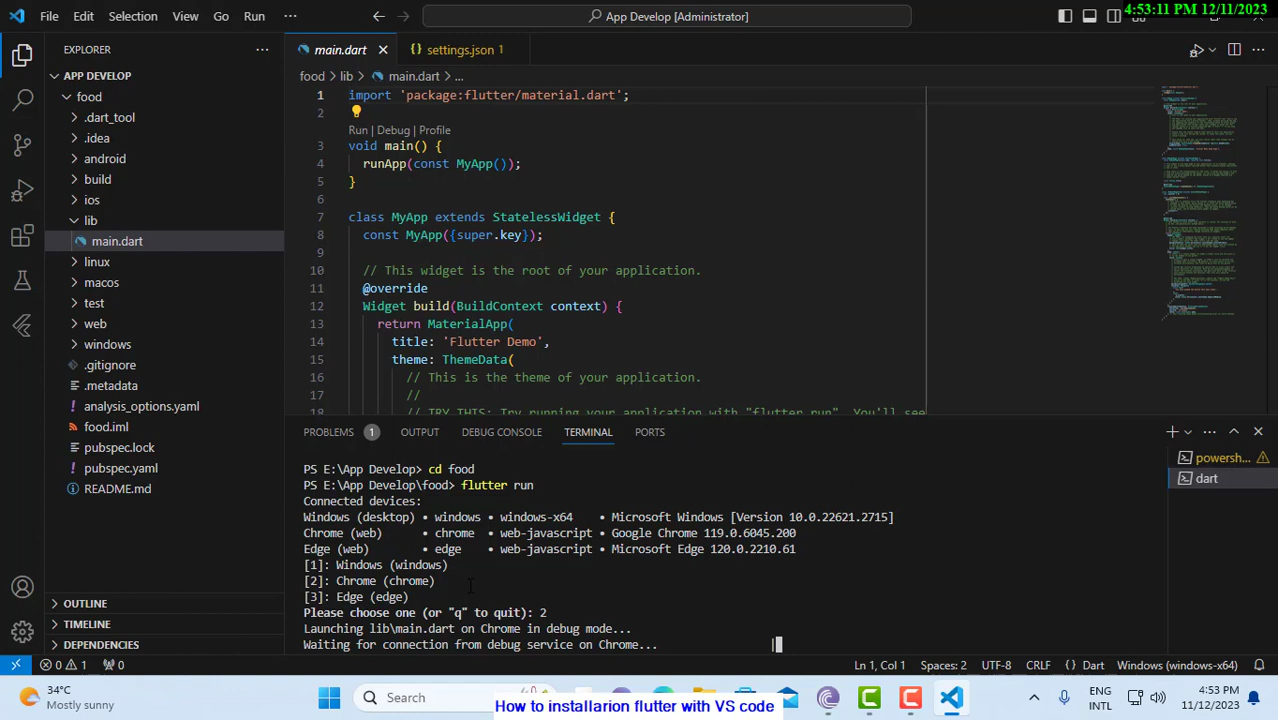 File Edit Selection View Go Run ···
App Develop [Administrator]
4:53:11 PM 12/11/2023
EXPLORER
APP DEVELOP
food
.dart_tool
.idea
android
build
ios
lib
main.dart
linux
macos
test
web
windows
.gitignore
.metadata
analysis_options.yaml
food.iml
pubspec.lock
pubspec.yaml
README.md
OUTLINE
TIMELINE
DEPENDENCIES
main.dart
settings.json 1
food > lib > main.dart > ...
1 import 'package:flutter/material.dart';
2
Run | Debug | Profile
3 void main() {
4 runApp(const MyApp());
5 }
6
7 class MyApp extends StatelessWidget {
8 const MyApp({super.key});
9
10 // This widget is the root of your application.
11 @override
12 Widget build(BuildContext context) {
13 return MaterialApp(
14 title: 'Flutter Demo',
15 theme: ThemeData(
16 // This is the theme of your application.
17 //
18 // TRY THIS: Try running your application with "flutter run". You'll see
PROBLEMS 1 OUTPUT DEBUG CONSOLE TERMINAL PORTS
powersh...
dart
PS E:\App Develop> cd food
PS E:\App Develop\food> flutter run
Connected devices:
Windows (desktop) • windows • windows-x64 • Microsoft Windows [Version 10.0.22621.2715]
Chrome (web) • chrome • web-javascript • Google Chrome 119.0.6045.200
Edge (web) • edge • web-javascript • Microsoft Edge 120.0.2210.61
[1]: Windows (windows)
[2]: Chrome (chrome)
[3]: Edge (edge)
Please choose one (or "q" to quit): 2
Launching lib\main.dart on Chrome in debug mode...
Waiting for connection from debug service on Chrome...
0 1 0
Ln 1, Col 1 Spaces: 2 UTF-8 CRLF {} Dart Windows (windows-x64)
34°C
Mostly sunny
Search
ENG
INTL
4:53 PM
11/12/2023
How to installarion flutter with VS code